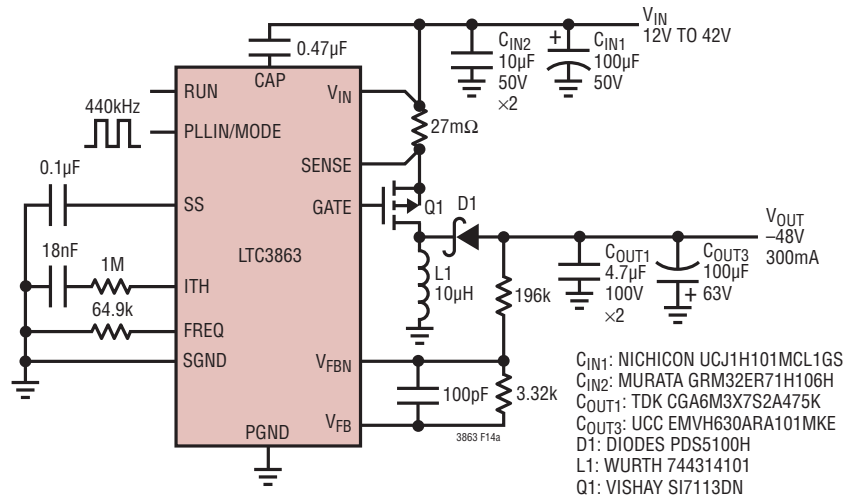 VIN
12V TO 42V
0.47µF
CIN2
10µF
50V
×2
+
CIN1
100µF
50V
CAP
RUN
VIN
440kHz
PLLIN/MODE
27mΩ
SENSE
0.1µF
SS
GATE
Q1
D1
VOUT
–48V
300mA
LTC3863
18nF
1M
ITH
L1
10µH
196k
COUT1
4.7µF
100V
×2
COUT3
100µF
63V
+
64.9k
FREQ
SGND
VFBN
100pF
3.32k
VFB
PGND
3863 F14a
CIN1: NICHICON UCJ1H101MCL1GS
CIN2: MURATA GRM32ER71H106H
COUT1: TDK CGA6M3X7S2A475K
COUT3: UCC EMVH630ARA101MKE
D1: DIODES PDS5100H
L1: WURTH 744314101
Q1: VISHAY SI7113DN